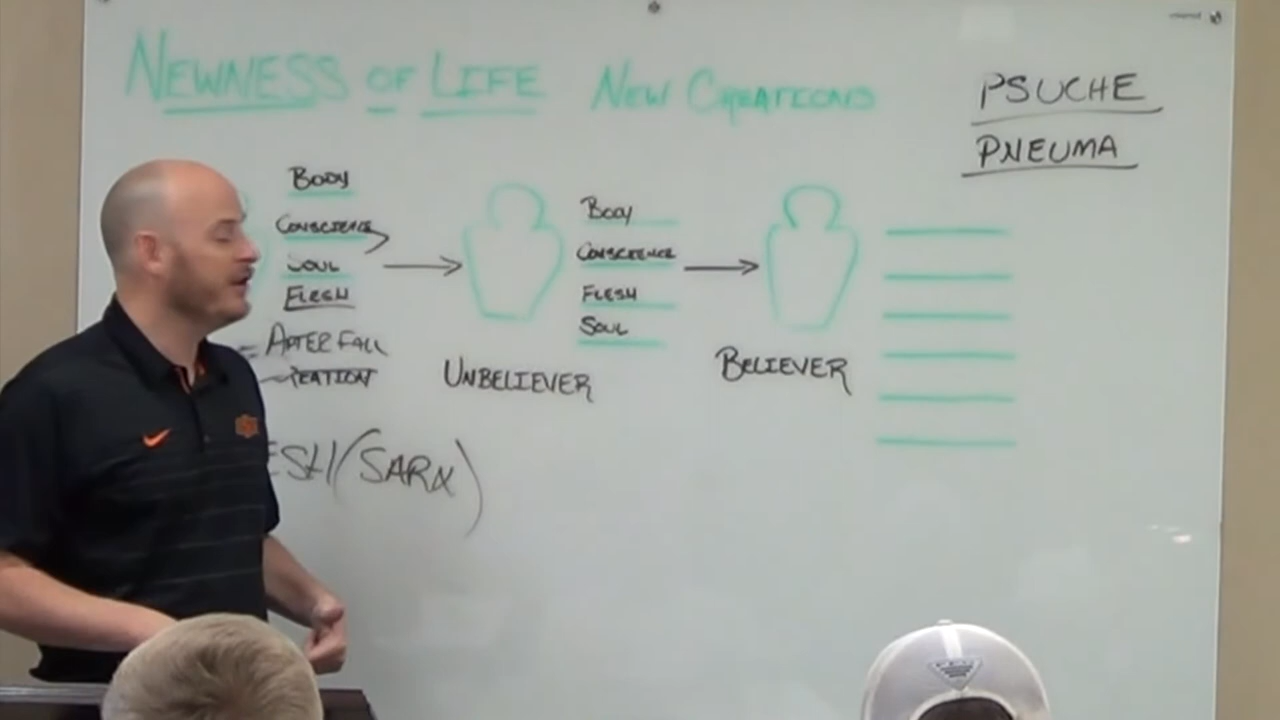 NEWNESS OF LIFE NEW CREATIONS
PSUCHE
PNEUMA
BODY
CONSCIENCE
SOUL
FLESH
AFTER FALL
BODY
CONSCIENCE
FLESH
SOUL
UNBELIEVER
BELIEVER
ESH (SARX)